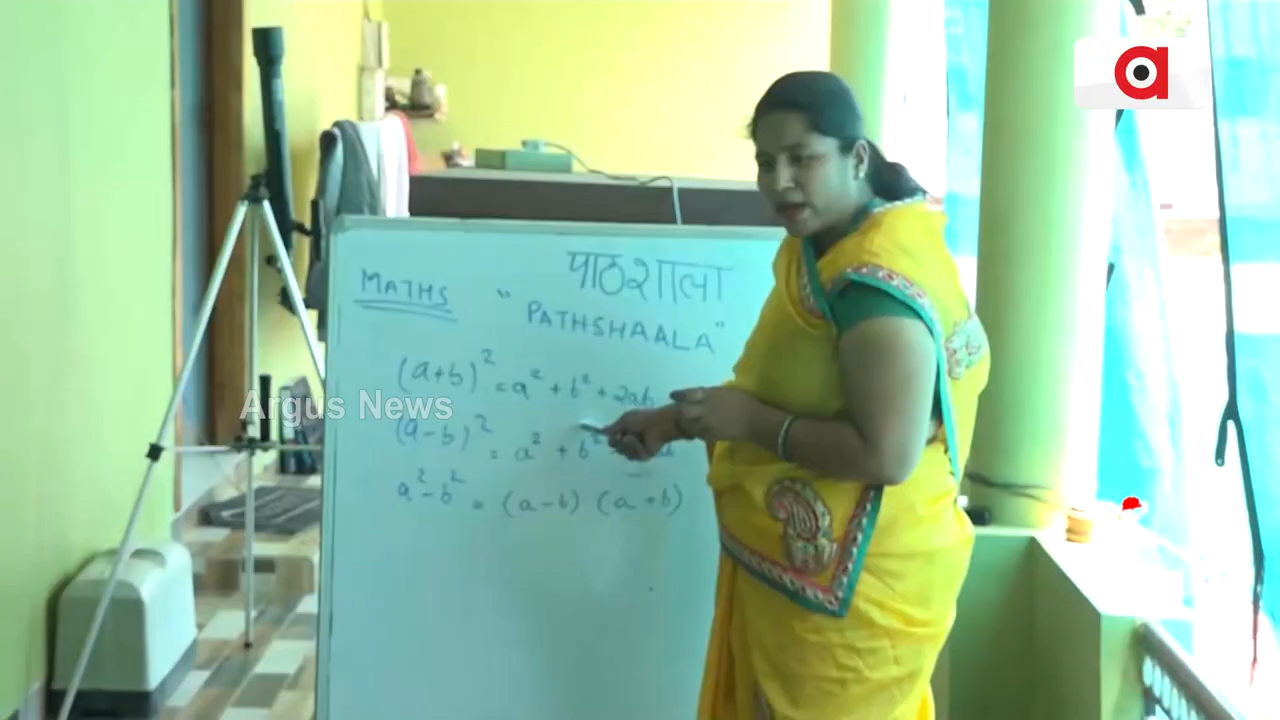 पाठशाला
MATHS
"PATHSHAALA"
(a+b)² = a² + b² + 2ab
(a-b)² = a² + b²
a²-b² = (a-b) (a+b)
Argus News